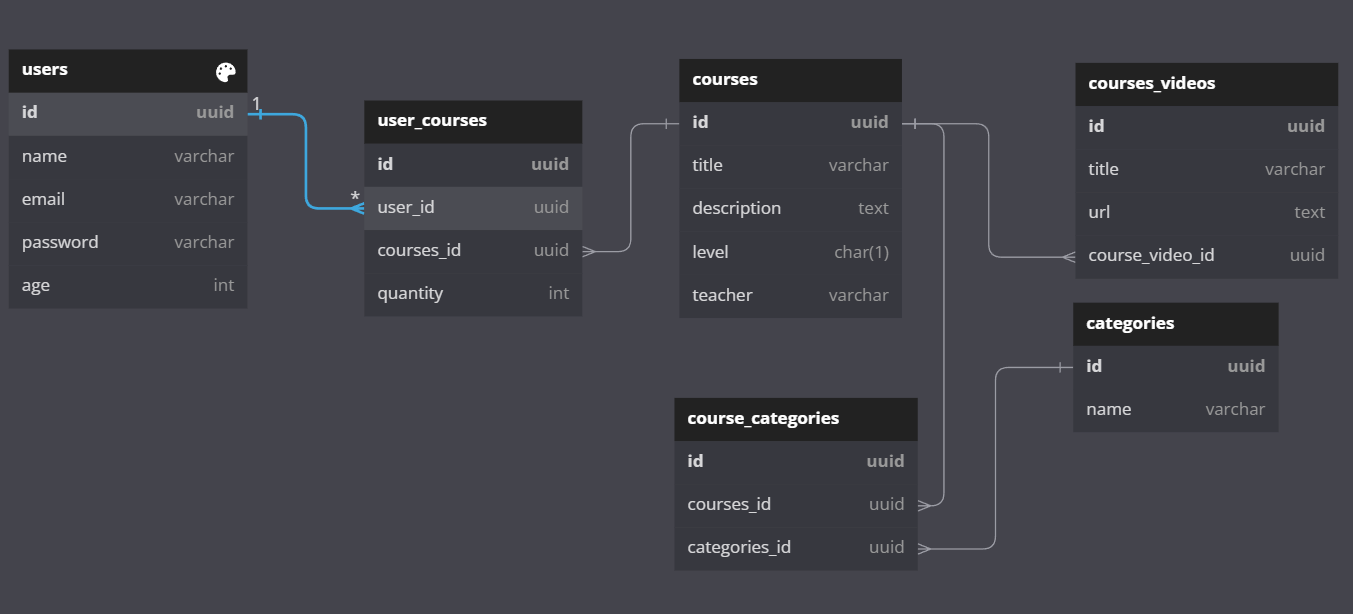 users
id uuid
name varchar
email varchar
password varchar
age int
1
*
user_courses
id uuid
user_id uuid
courses_id uuid
quantity int
courses
id uuid
title varchar
description text
level char(1)
teacher varchar
courses_videos
id uuid
title varchar
url text
course_video_id uuid
categories
id uuid
name varchar
course_categories
id uuid
courses_id uuid
categories_id uuid